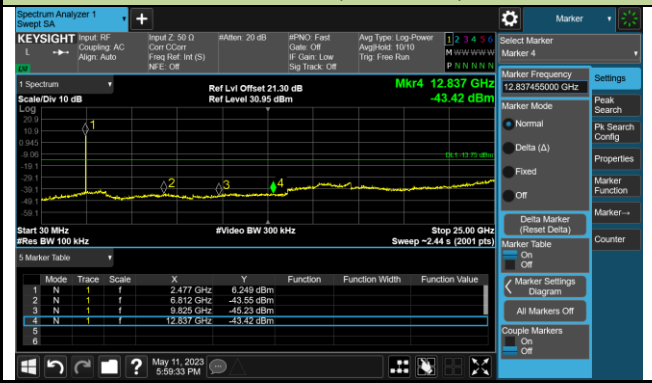 Spectrum Analyzer 1
Swept SA
Marker
KEYSIGHT
L
Input: RF
Coupling: AC
Align: Auto
Input Z: 50 Ω
Corr CCorr
Freq Ref: Int (S)
NFE: Off
#Atten: 20 dB
#PNO: Fast
Gate: Off
IF Gain: Low
Sig Track: Off
Avg Type: Log-Power
Avg|Hold: 10/10
Trig: Free Run
1 2 3 4 5 6
M W W W W W
P N N N N N
Select Marker
Marker 4
1 Spectrum
Scale/Div 10 dB
Log
Ref Lvl Offset 21.30 dB
Ref Level 30.95 dBm
Mkr4 12.837 GHz
-43.42 dBm
20.9
10.9
0.945
-9.06
-19.1
-29.1
-39.1
-49.1
-59.1
1
2
3
4
DL1 -13.75 dBm
Start 30 MHz
#Res BW 100 kHz
#Video BW 300 kHz
Stop 25.00 GHz
Sweep ~2.44 s (2001 pts)
5 Marker Table
Mode Trace Scale X Y Function Function Width Function Value
1 N 1 f 2.477 GHz 6.249 dBm
2 N 1 f 6.812 GHz -43.55 dBm
3 N 1 f 9.825 GHz -45.23 dBm
4 N 1 f 12.837 GHz -43.42 dBm
5
6
Marker Frequency
12.837455000 GHz
Marker Mode
Normal
Delta (Δ)
Fixed
Off
Delta Marker
(Reset Delta)
Marker Table
On
Off
Marker Settings
Diagram
All Markers Off
Couple Markers
On
Off
Settings
Peak
Search
Pk Search
Config
Properties
Marker
Function
Marker→
Counter
?
May 11, 2023
5:59:33 PM